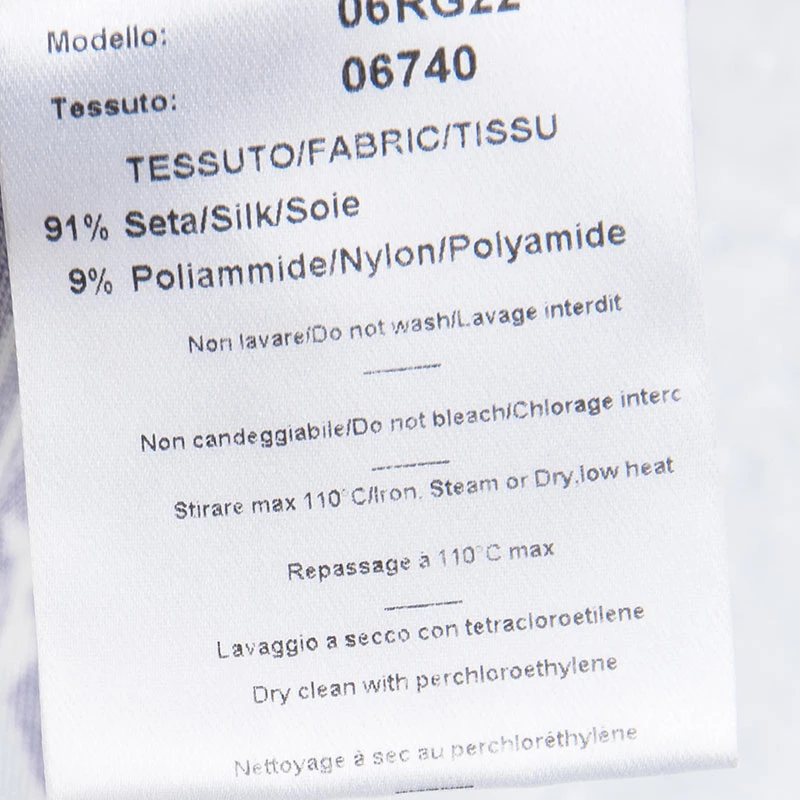 Modello: 06RG22
Tessuto: 06740
TESSUTO/FABRIC/TISSU
91% Seta/Silk/Soie
9% Poliammide/Nylon/Polyamide
Non lavare/Do not wash/Lavage interdit
Non candeggiabile/Do not bleach/Chlorage interc
Stirare max 110°C/Iron. Steam or Dry,low heat
Repassage à 110°C max
Lavaggio a secco con tetracloroetilene
Dry clean with perchloroethylene
Nettoyage à sec au perchloréthylène